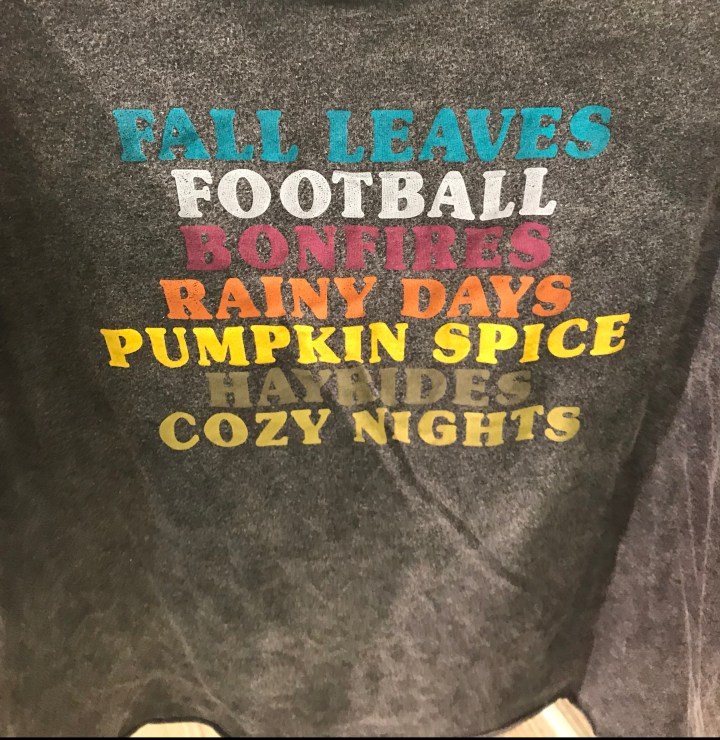 FALL LEAVES
FOOTBALL
BONFIRES
RAINY DAYS
PUMPKIN SPICE
HAYRIDES
COZY NIGHTS